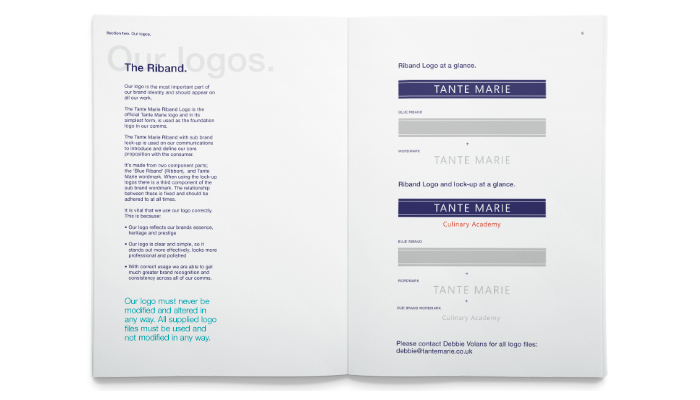 Section two. Our logos.
Our logos.
The Riband.
Our logo is the most important part of
our brand identity and should appear on
all our work.
The Tante Marie Riband Logo is the
official Tante Marie logo and in its
simplest form, is used as the foundation
logo in our comms.
The Tante Marie Riband with sub brand
lock-up is used on our communications
to introduce and define our core
proposition with the consumer.
It's made from two component parts;
the 'Blue Riband' (Ribbon), and Tante
Marie wordmark. When using the lock-up
logos there is a third component of the
sub brand wordmark. The relationship
between these is fixed and should be
adhered to at all times.
It is vital that we use our logo correctly.
This is because:
• Our logo reflects our brands essence,
heritage and prestige
• Our logo is clear and simple, so it
stands out more effectively, looks more
professional and polished
• With correct usage we are able to get
much greater brand recognition and
consistency across all of our comms.
Our logo must never be
modified and altered in
any way. All supplied logo
files must be used and
not modified in any way.
Riband Logo at a glance.
TANTE MARIE
BLUE RIBAND
+
WORDMARK
TANTE MARIE
Riband Logo and lock-up at a glance.
TANTE MARIE
Culinary Academy
BLUE RIBAND
+
WORDMARK
TANTE MARIE
+
SUB BRAND WORDMARK
Culinary Academy
Please contact Debbie Volans for all logo files:
debbie@tantemarie.co.uk